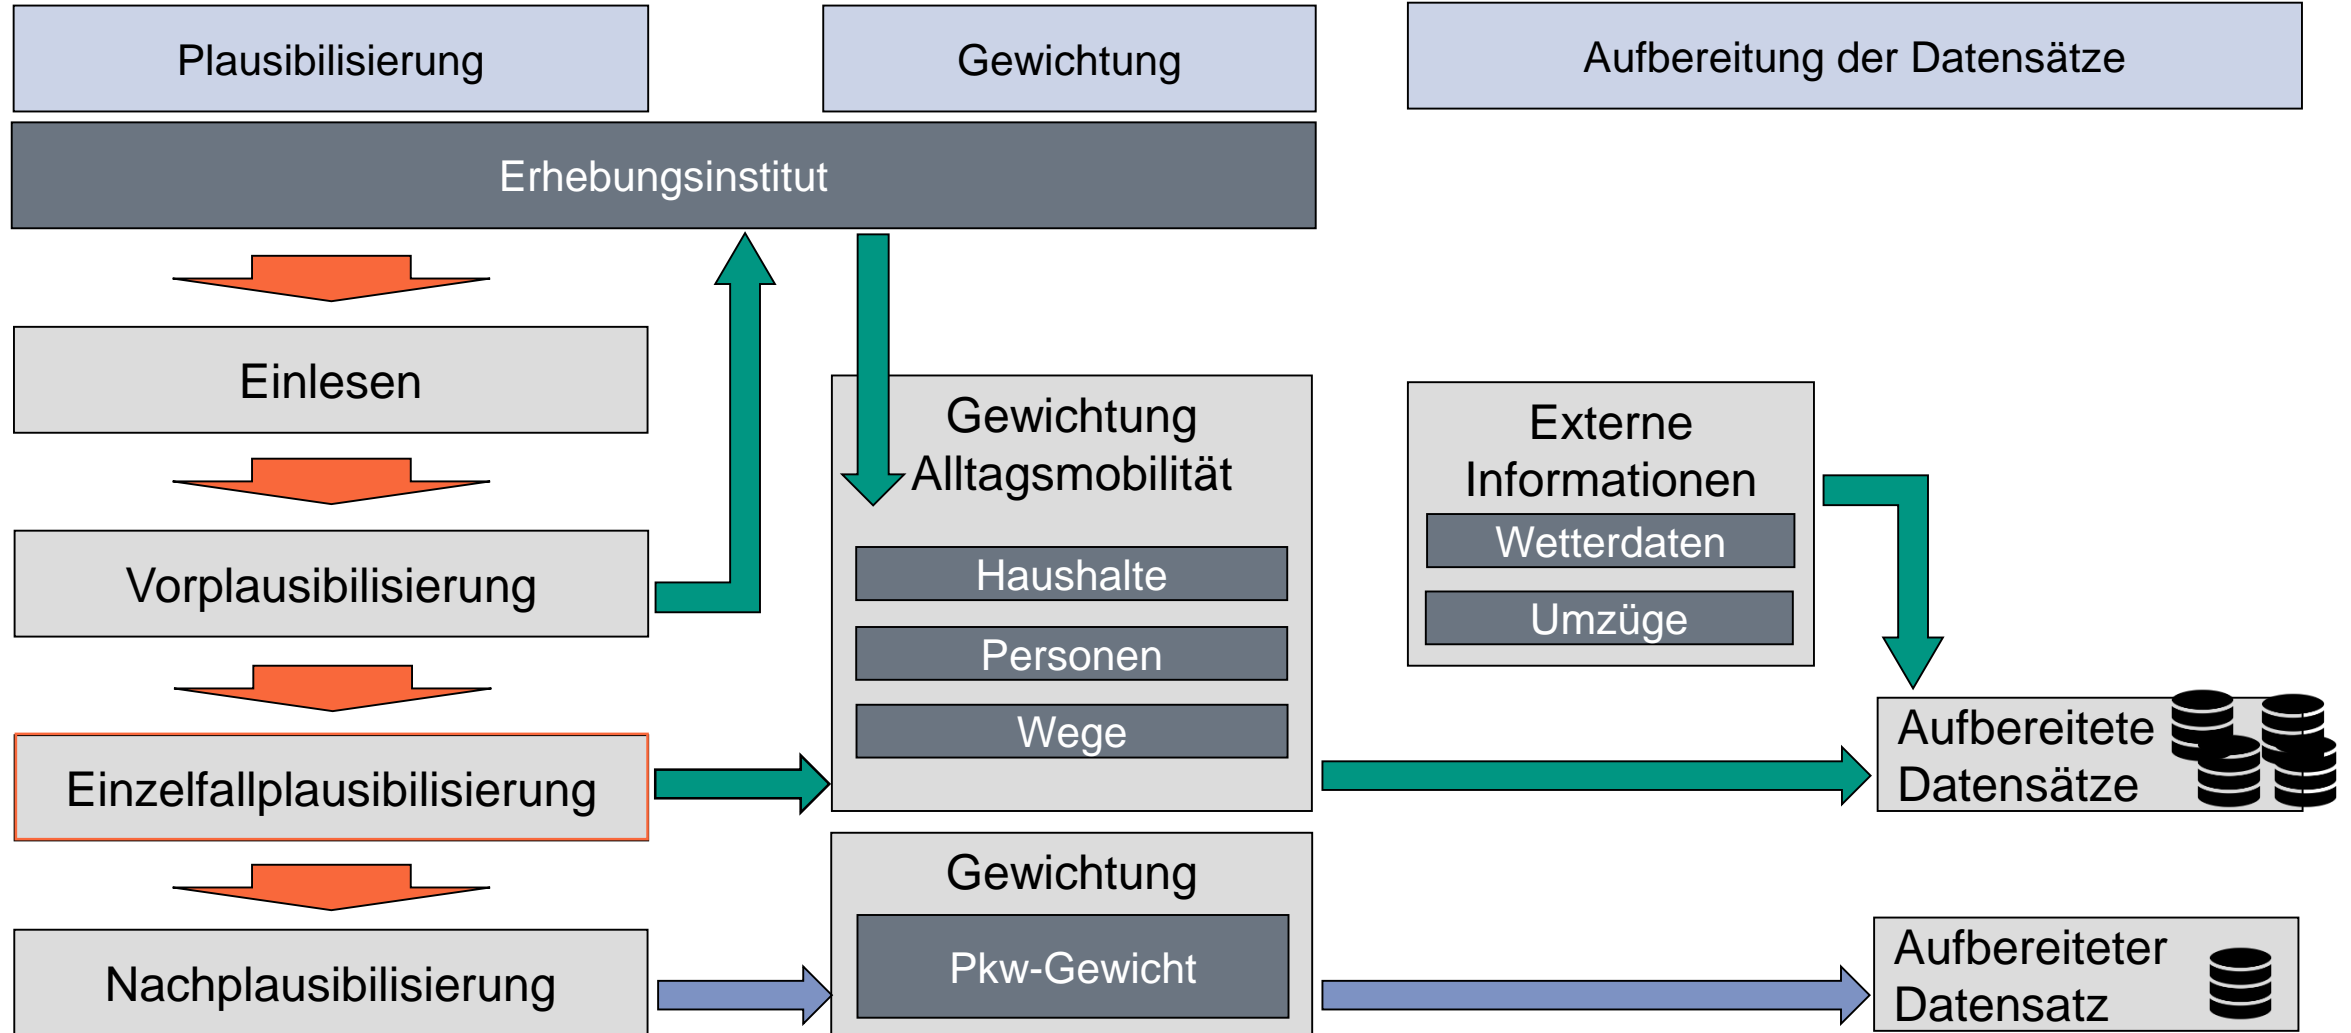 Plausibilisierung
Gewichtung
Aufbereitung der Datensätze
Erhebungsinstitut
Einlesen
Vorplausibilisierung
Einzelfallplausibilisierung
Nachplausibilisierung
Gewichtung
Alltagsmobilität
Haushalte
Personen
Wege
Gewichtung
Pkw-Gewicht
Externe
Informationen
Wetterdaten
Umzüge
Aufbereitete
Datensätze
Aufbereiteter
Datensatz